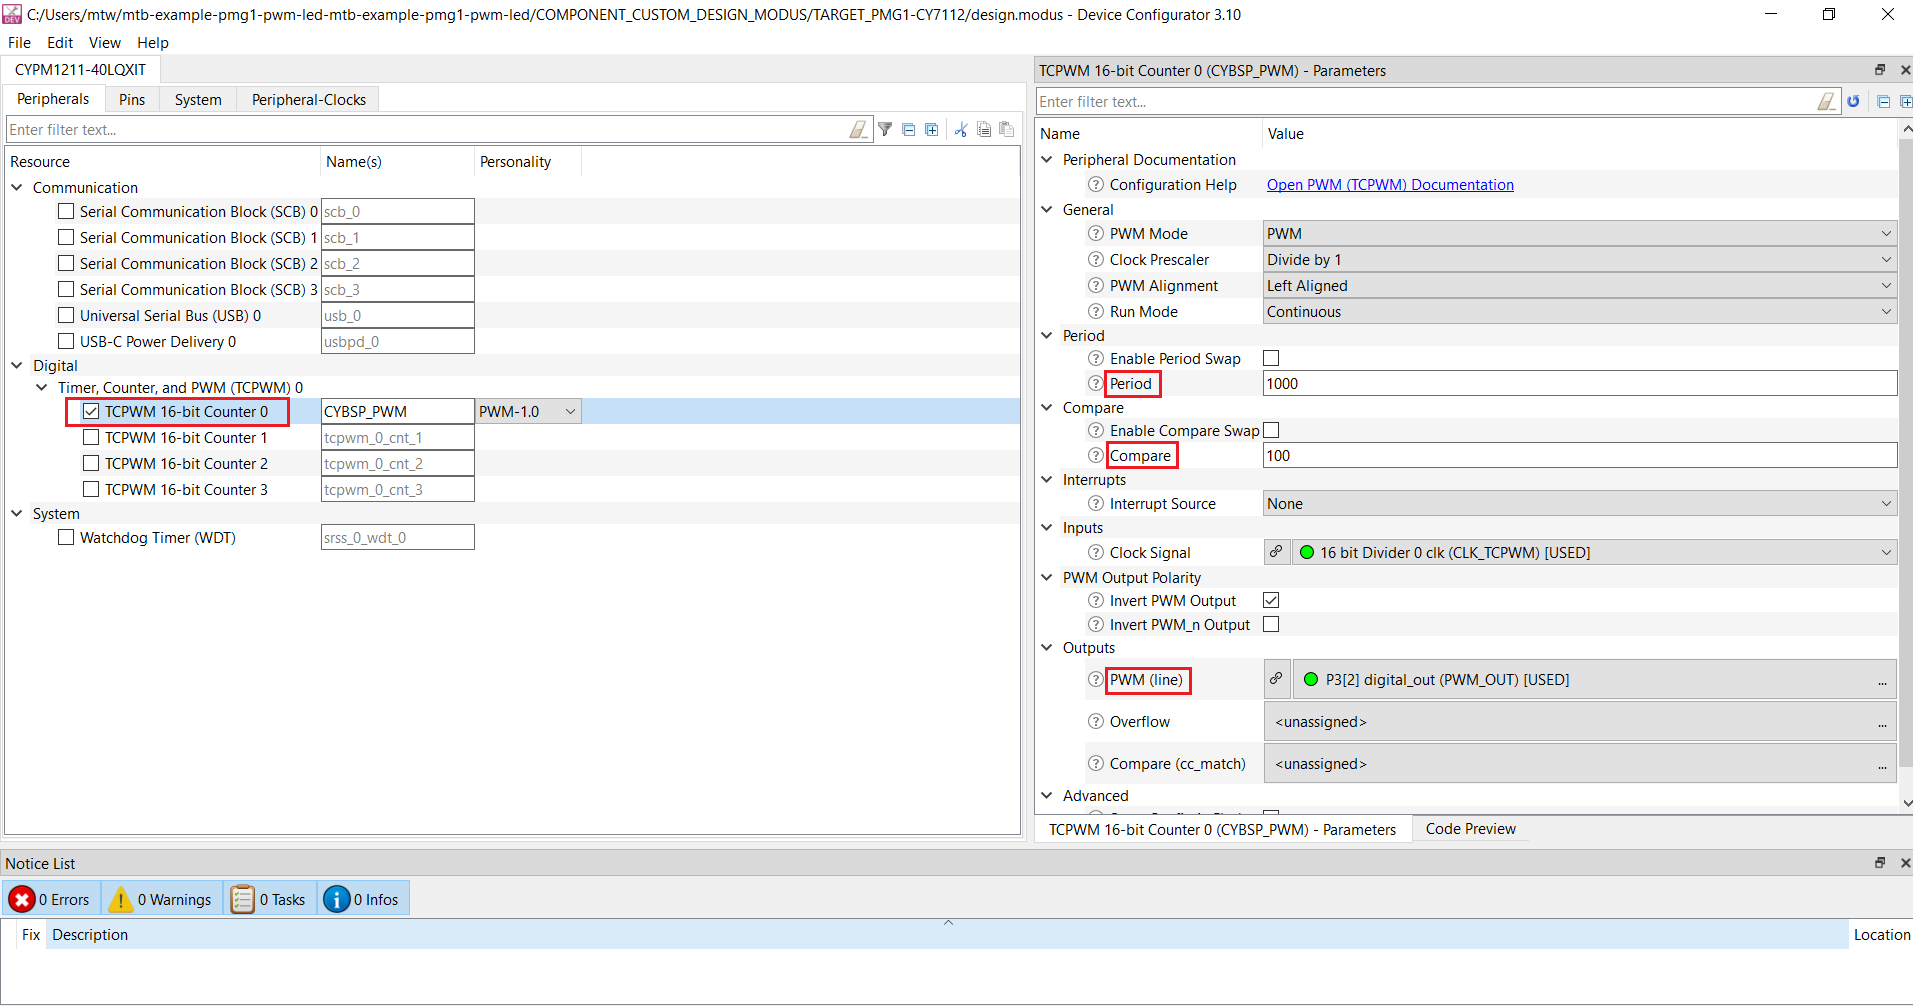 C:/Users/mtw/mtb-example-pmg1-pwm-led-mtb-example-pmg1-pwm-led/COMPONENT_CUSTOM_DESIGN_MODUS/TARGET_PMG1-CY7112/design.modus - Device Configurator 3.10
File Edit View Help
CYPM1211-40LQXIT
Peripherals Pins System Peripheral-Clocks
Enter filter text...
Resource Name(s) Personality
Communication
Serial Communication Block (SCB) 0 scb_0
Serial Communication Block (SCB) 1 scb_1
Serial Communication Block (SCB) 2 scb_2
Serial Communication Block (SCB) 3 scb_3
Universal Serial Bus (USB) 0 usb_0
USB-C Power Delivery 0 usbpd_0
Digital
Timer, Counter, and PWM (TCPWM) 0
TCPWM 16-bit Counter 0 CYBSP_PWM PWM-1.0
TCPWM 16-bit Counter 1 tcpwm_0_cnt_1
TCPWM 16-bit Counter 2 tcpwm_0_cnt_2
TCPWM 16-bit Counter 3 tcpwm_0_cnt_3
System
Watchdog Timer (WDT) srss_0_wdt_0
TCPWM 16-bit Counter 0 (CYBSP_PWM) - Parameters
Enter filter text...
Name Value
Peripheral Documentation
Configuration Help Open PWM (TCPWM) Documentation
General
PWM Mode PWM
Clock Prescaler Divide by 1
PWM Alignment Left Aligned
Run Mode Continuous
Period
Enable Period Swap
Period 1000
Compare
Enable Compare Swap
Compare 100
Interrupts
Interrupt Source None
Inputs
Clock Signal 16 bit Divider 0 clk (CLK_TCPWM) [USED]
PWM Output Polarity
Invert PWM Output
Invert PWM_n Output
Outputs
PWM (line) P3[2] digital_out (PWM_OUT) [USED] ...
Overflow <unassigned> ...
Compare (cc_match) <unassigned> ...
Advanced
TCPWM 16-bit Counter 0 (CYBSP_PWM) - Parameters Code Preview
Notice List
0 Errors 0 Warnings 0 Tasks 0 Infos
Fix Description Location